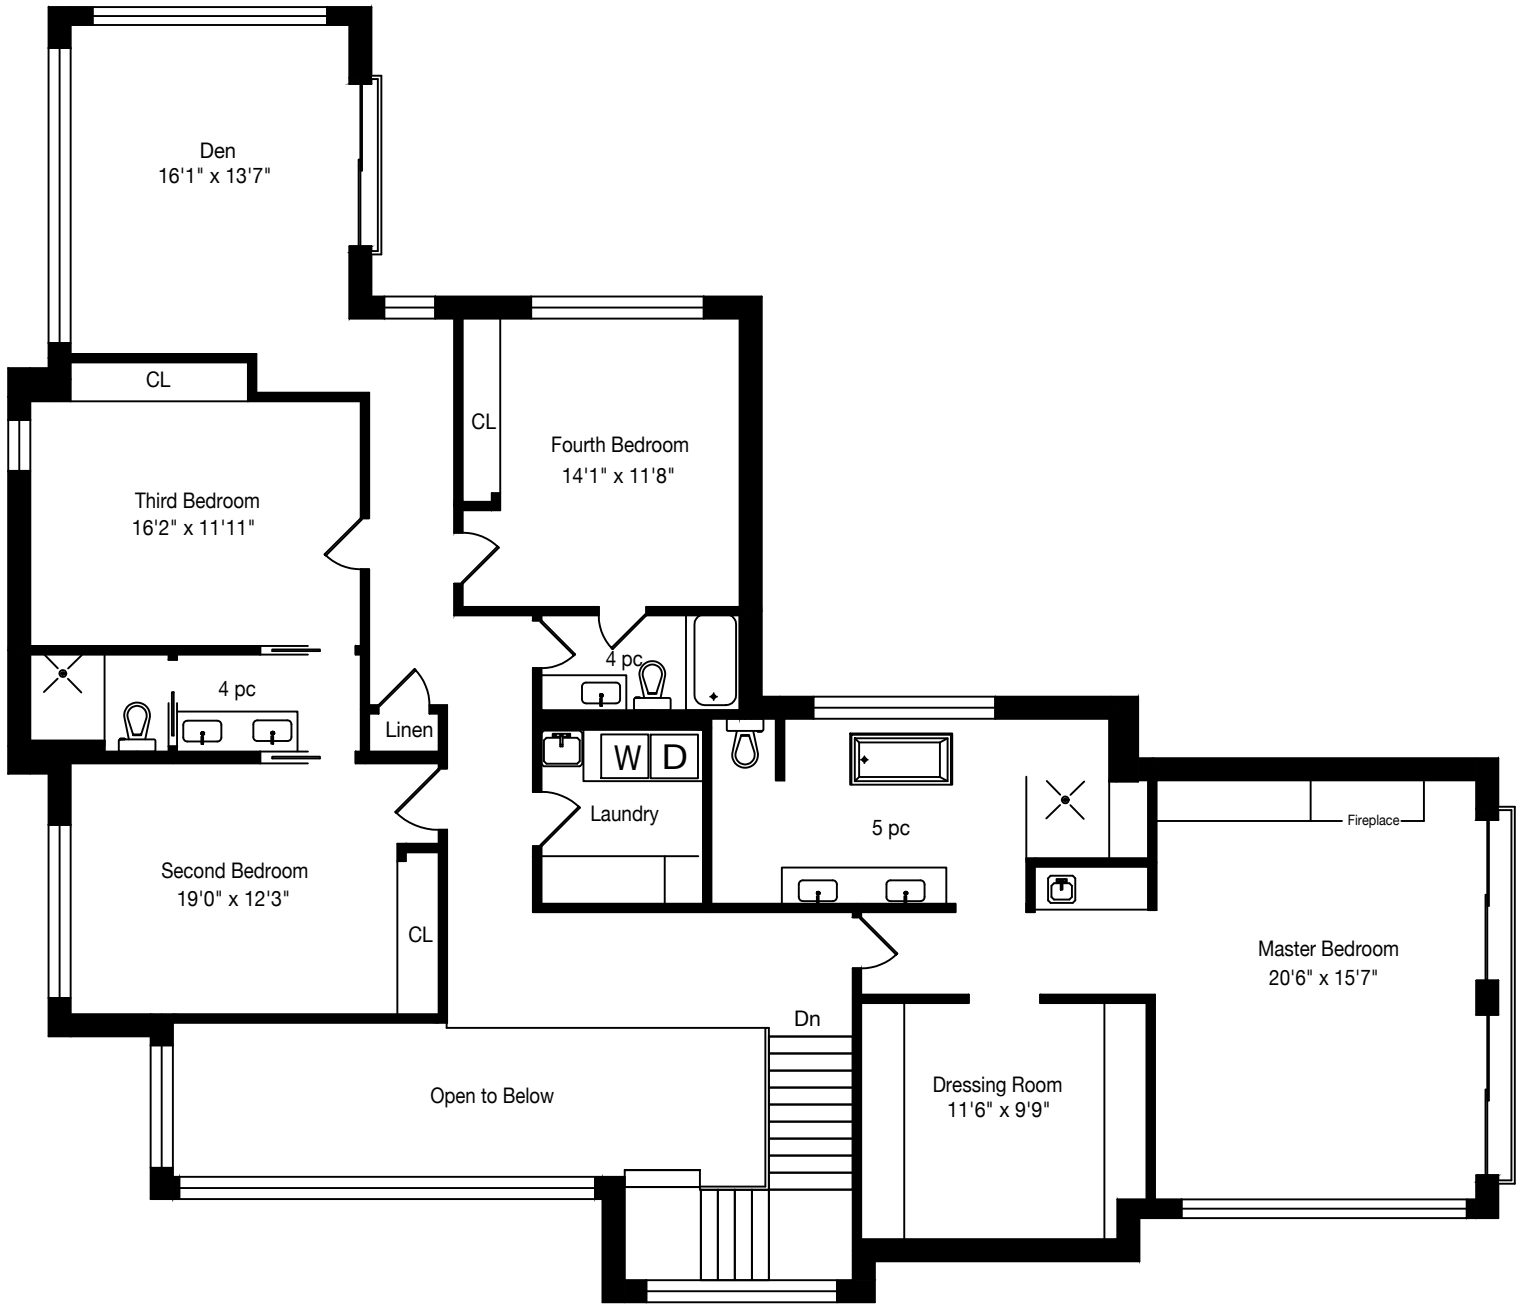 Den
16'1" x 13'7"
CL
CL
Fourth Bedroom
14'1" x 11'8"
Third Bedroom
16'2" x 11'11"
4 pc
4 pc
Linen
W D
Laundry
5 pc
Fireplace
Second Bedroom
19'0" x 12'3"
CL
Master Bedroom
20'6" x 15'7"
Dn
Open to Below
Dressing Room
11'6" x 9'9"